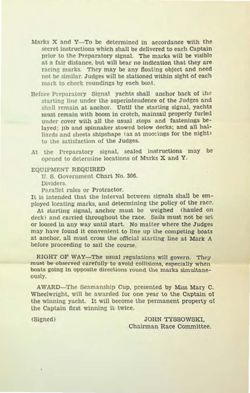 Marks X and Y—To be determined in accordance with the
secret instructions which shall be delivered to each Captain
prior to the Preparatory signal. The marks will be visible
at a fair distance, but will bear no indication that they are
racing marks. They may be any floating object and need
not be similar. Judges will be stationed within sight of each
mark to check roundings by each boat.
Before Preparatory Signal yachts shall anchor back of the
starting line under the superintendence of the Judges and
shall remain at anchor. Until the starting signal, yachts
must remain with boom in crotch, mainsail properly furled
under cover with all the usual stops and fastenings be-
layed; jib and spinnaker stowed below decks; and all hal-
liards and sheets shipshape (as at moorings for the night)
to the satisfaction of the Judges.
At the Preparatory signal, sealed instructions may be
opened to determine locations of Marks X and Y.
EQUIPMENT REQUIRED
U. S. Government Chart No. 306.
Dividers.
Parallel rules or Protractor.
It is intended that the interval between signals shall be em-
ployed locating marks, and determining the policy of the race.
At starting signal, anchor must be weighed (hauled on
deck) and carried throughout the race. Sails must not be set
or loosed in any way until start. No matter where the Judges
may have found it convenient to line up the competing boats
at anchor, all must cross the official starting line at Mark A
before proceeding to sail the course.
RIGHT OF WAY—The usual regulations will govern. They
must be observed carefully to avoid collisions, especially when
boats going in opposite directions round the marks simultane-
ously.
AWARD—The Seamanship Cup, presented by Miss Mary C.
Wheelwright, will be awarded for one year to the Captain of
the winning yacht. It will become the permanent property of
the Captain first winning it twice.
(Signed) JOHN TYSSOWSKI,
Chairman Race Committee.